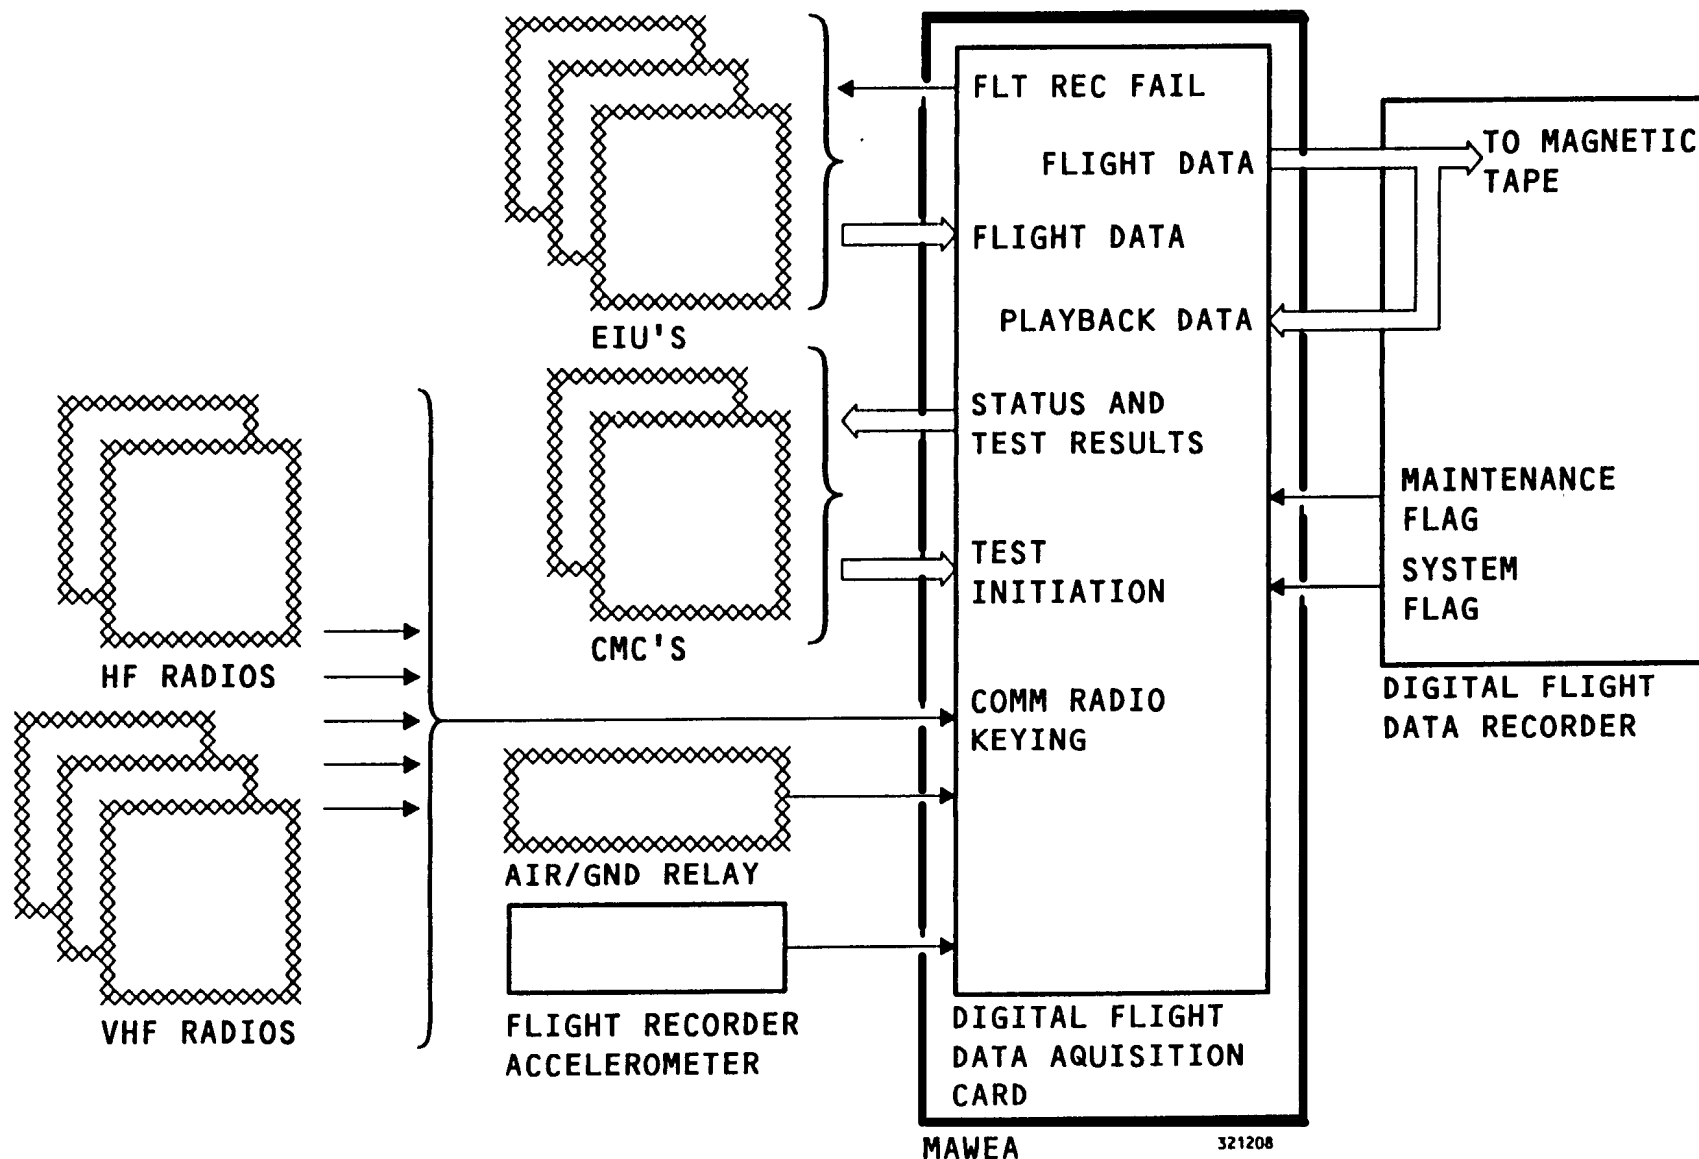 FLT REC FAIL
FLIGHT DATA
TO MAGNETIC
TAPE
FLIGHT DATA
PLAYBACK DATA
EIU'S
STATUS AND
TEST RESULTS
MAINTENANCE
FLAG
TEST
INITIATION
SYSTEM
FLAG
CMC'S
HF RADIOS
COMM RADIO
KEYING
DIGITAL FLIGHT
DATA RECORDER
AIR/GND RELAY
VHF RADIOS
FLIGHT RECORDER
ACCELEROMETER
DIGITAL FLIGHT
DATA AQUISITION
CARD
MAWEA
321208